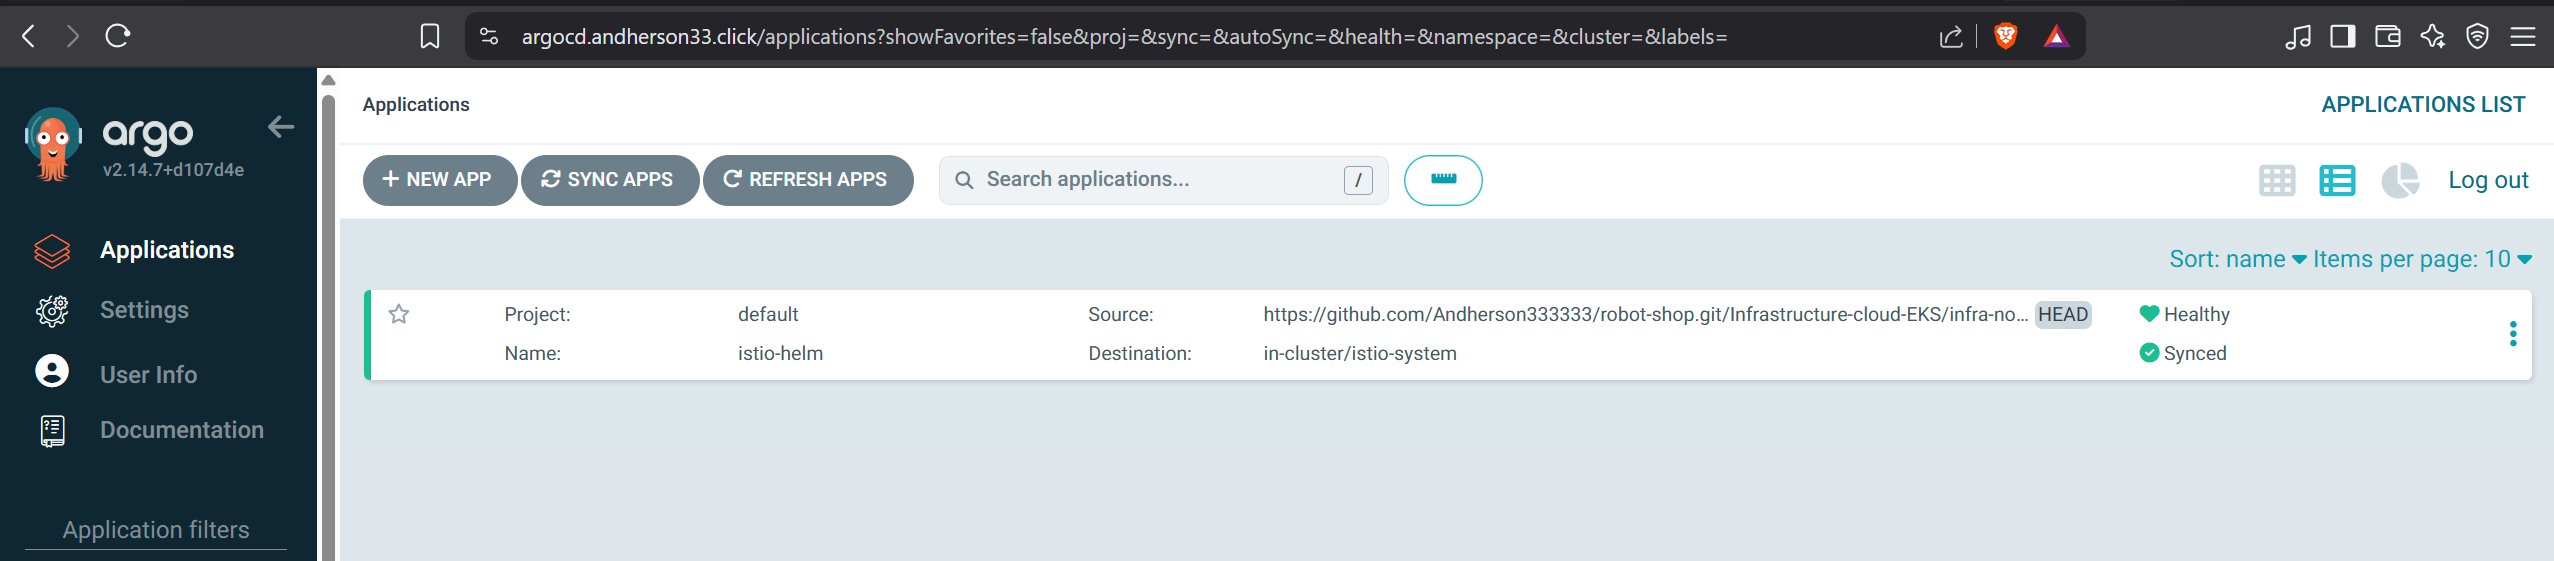 argocd.andherson33.click/applications?showFavorites=false&proj=&sync=&autoSync=&health=&namespace=&cluster=&labels=
argo
v2.14.7+d107d4e
Applications
Settings
User Info
Documentation
Application filters
Applications
APPLICATIONS LIST
+ NEW APP
SYNC APPS
REFRESH APPS
Search applications...
/
Log out
Sort: name
Items per page: 10
Project: default
Source: https://github.com/Andherson333333/robot-shop.git/Infrastructure-cloud-EKS/infra-no... HEAD
Healthy
Name: istio-helm
Destination: in-cluster/istio-system
Synced